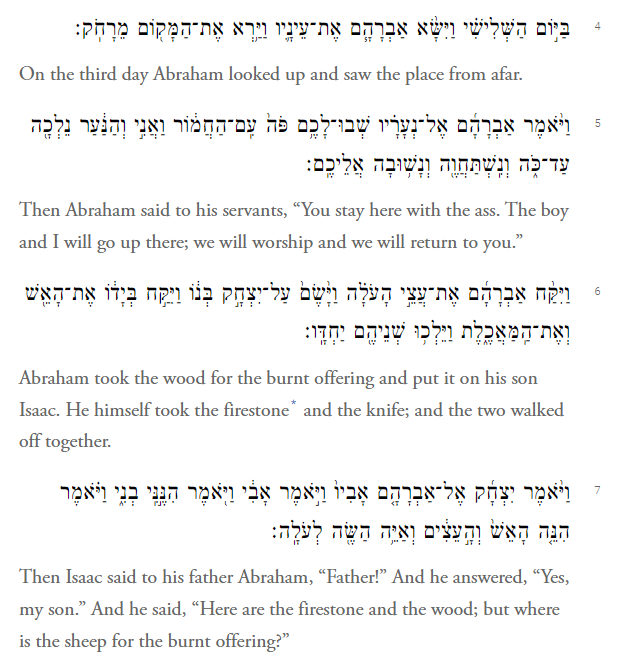 4 בַּיּ֣וֹם הַשְּׁלִישִׁ֗י וַיִּשָּׂ֨א אַבְרָהָ֧ם אֶת־עֵינָ֛יו וַיַּ֥רְא אֶת־הַמָּק֖וֹם מֵרָחֹֽק׃
On the third day Abraham looked up and saw the place from afar.
5 וַיֹּ֨אמֶר אַבְרָהָ֜ם אֶל־נְעָרָ֗יו שְׁבוּ־לָכֶ֥ם פֹּה֙ עִֽם־הַחֲמ֔וֹר וַאֲנִ֣י וְהַנַּ֔עַר נֵלְכָ֖ה
עַד־כֹּ֑ה וְנִֽשְׁתַּחֲוֶ֖ה וְנָשׁ֥וּבָה אֲלֵיכֶֽם׃
Then Abraham said to his servants, “You stay here with the ass. The boy
and I will go up there; we will worship and we will return to you.”
6 וַיִּקַּ֨ח אַבְרָהָ֜ם אֶת־עֲצֵ֣י הָעֹלָ֗ה וַיָּ֙שֶׂם֙ עַל־יִצְחָ֣ק בְּנ֔וֹ וַיִּקַּ֣ח בְּיָד֔וֹ אֶת־הָאֵ֖שׁ
וְאֶת־הַֽמַּאֲכֶ֑לֶת וַיֵּלְכ֥וּ שְׁנֵיהֶ֖ם יַחְדָּֽו׃
Abraham took the wood for the burnt offering and put it on his son
Isaac. He himself took the firestone* and the knife; and the two walked
off together.
7 וַיֹּ֨אמֶר יִצְחָ֜ק אֶל־אַבְרָהָ֤ם אָבִיו֙ וַיֹּ֣אמֶר אָבִ֔י וַיֹּ֖אמֶר הִנֶּ֣נִּֽי בְנִ֑י וַיֹּ֗אמֶר
הִנֵּ֤ה הָאֵשׁ֙ וְהָ֣עֵצִ֔ים וְאַיֵּ֥ה הַשֶּׂ֖ה לְעֹלָֽה׃
Then Isaac said to his father Abraham, “Father!” And he answered, “Yes,
my son.” And he said, “Here are the firestone and the wood; but where
is the sheep for the burnt offering?”